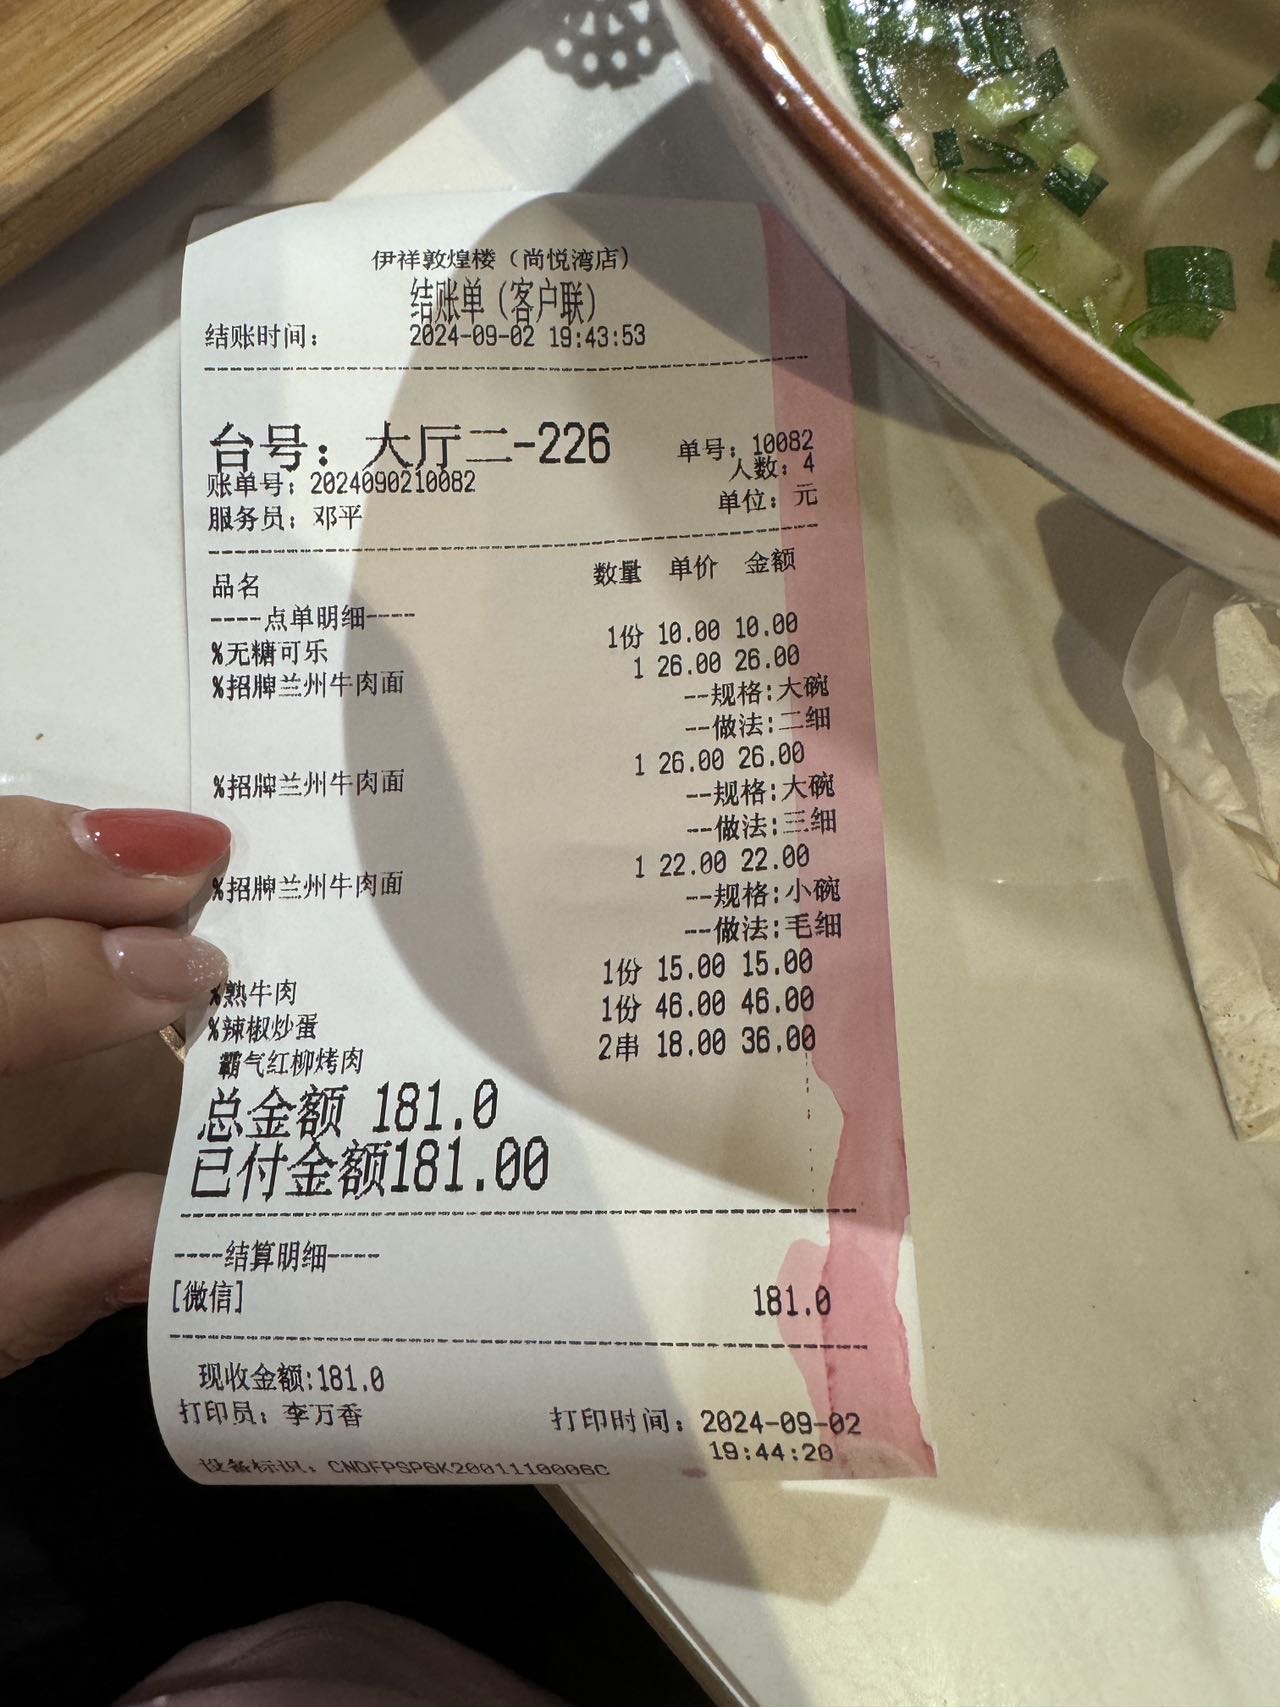 伊祥敦煌楼（尚悦湾店）
结账单（客户联）
结账时间： 2024-09-02 19:43:53
台号：大厅二-226 单号：10082
人数：4
账单号：2024090210082
单位：元
服务员：邓平
品名 数量 单价 金额
----点单明细----
%无糖可乐 1份 10.00 10.00
%招牌兰州牛肉面 1 26.00 26.00
--规格:大碗
--做法:二细
%招牌兰州牛肉面 1 26.00 26.00
--规格:大碗
--做法:三细
%招牌兰州牛肉面 1 22.00 22.00
--规格:小碗
--做法:毛细
%熟牛肉 1份 15.00 15.00
%辣椒炒蛋 1份 46.00 46.00
霸气红柳烤肉 2串 18.00 36.00
总金额 181.0
已付金额181.00
----结算明细----
[微信] 181.0
现收金额:181.0
打印员：李万香 打印时间：2024-09-02
19:44:20
设备标识：CNDFPSP6K2001110006C